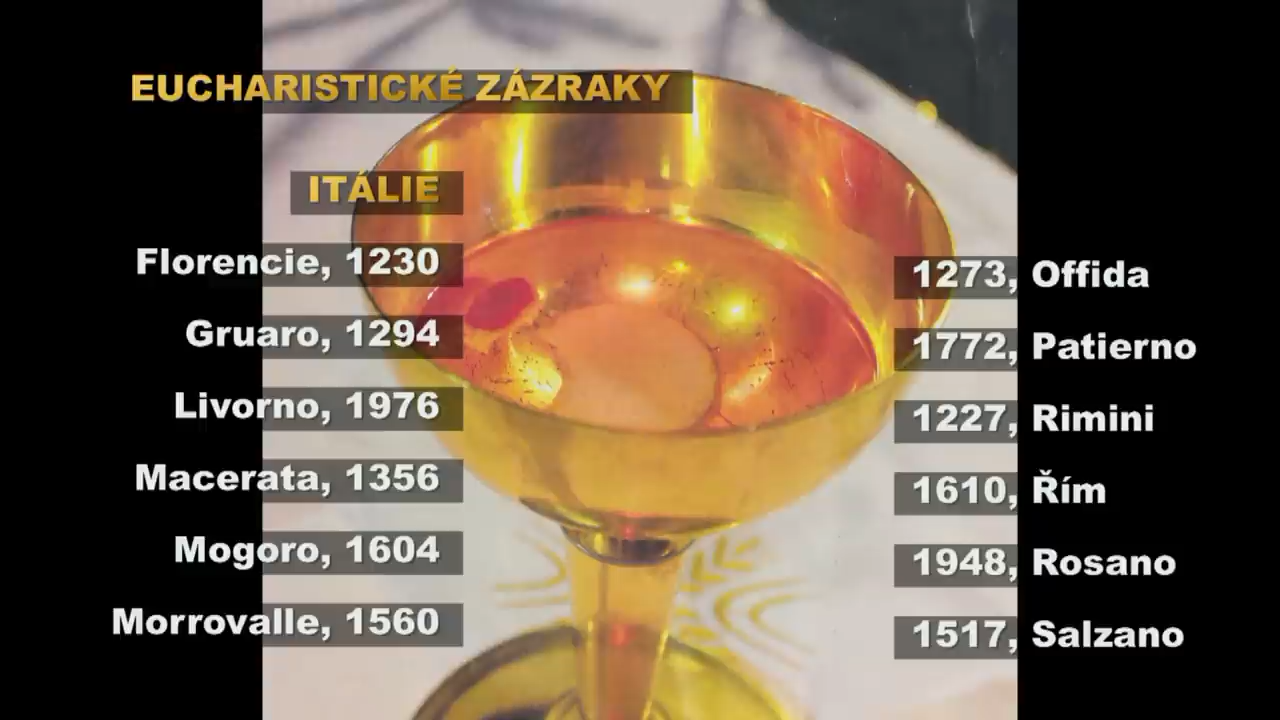 EUCHARISTICKÉ ZÁZRAKY
ITÁLIE
Florencie, 1230
Gruaro, 1294
Livorno, 1976
Macerata, 1356
Mogoro, 1604
Morrovalle, 1560
1273, Offida
1772, Patierno
1227, Rimini
1610, Řím
1948, Rosano
1517, Salzano